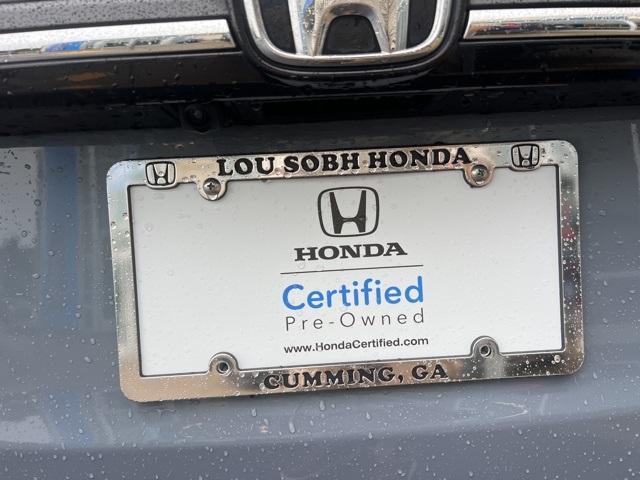 LOU SOBH HONDA
HONDA
Certified
Pre-Owned
www.HondaCertified.com
CUMMING, GA